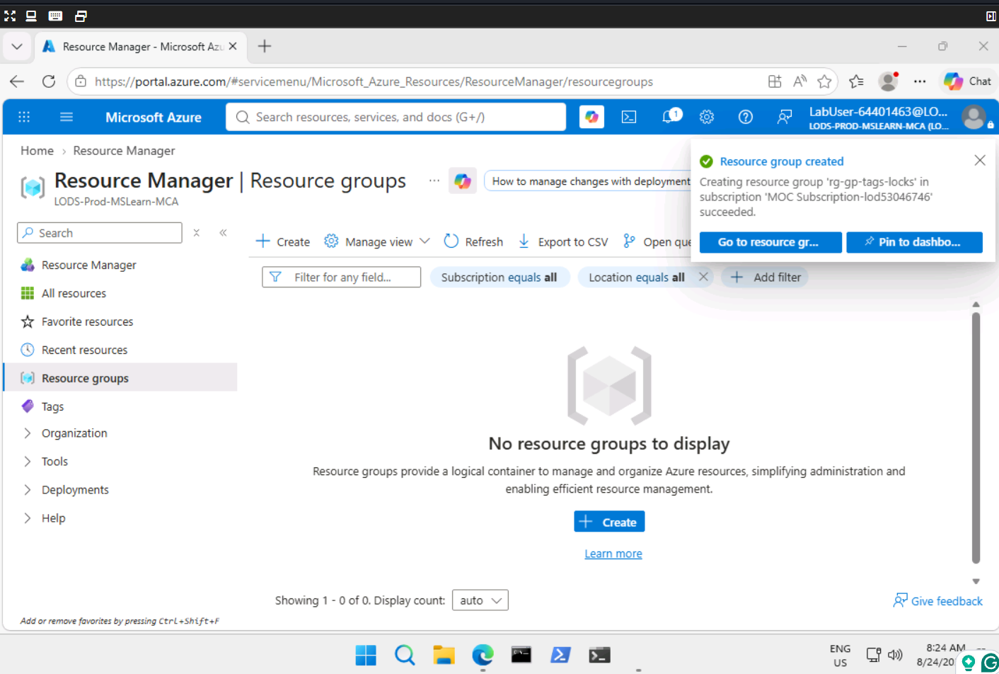 Resource Manager - Microsoft Azu
https://portal.azure.com/#servicemenu/Microsoft_Azure_Resources/ResourceManager/resourcegroups
Chat
Microsoft Azure
Search resources, services, and docs (G+/)
1
LabUser-64401463@LO...
LODS-PROD-MSLEARN-MCA (LO...
Home > Resource Manager
Resource Manager | Resource groups
...
How to manage changes with deployment
LODS-Prod-MSLearn-MCA
Resource group created
Creating resource group 'rg-gp-tags-locks' in
subscription 'MOC Subscription-lod53046746'
succeeded.
Go to resource gr...
Pin to dashbo...
Search
Resource Manager
All resources
Favorite resources
Recent resources
Resource groups
Tags
Organization
Tools
Deployments
Help
Add or remove favorites by pressing Ctrl+Shift+F
Create
Manage view
Refresh
Export to CSV
Open que
Filter for any field...
Subscription equals all
Location equals all
Add filter
No resource groups to display
Resource groups provide a logical container to manage and organize Azure resources, simplifying administration and
enabling efficient resource management.
Create
Learn more
Showing 1 - 0 of 0. Display count:
auto
Give feedback
ENG
US
8:24 AM
8/24/20